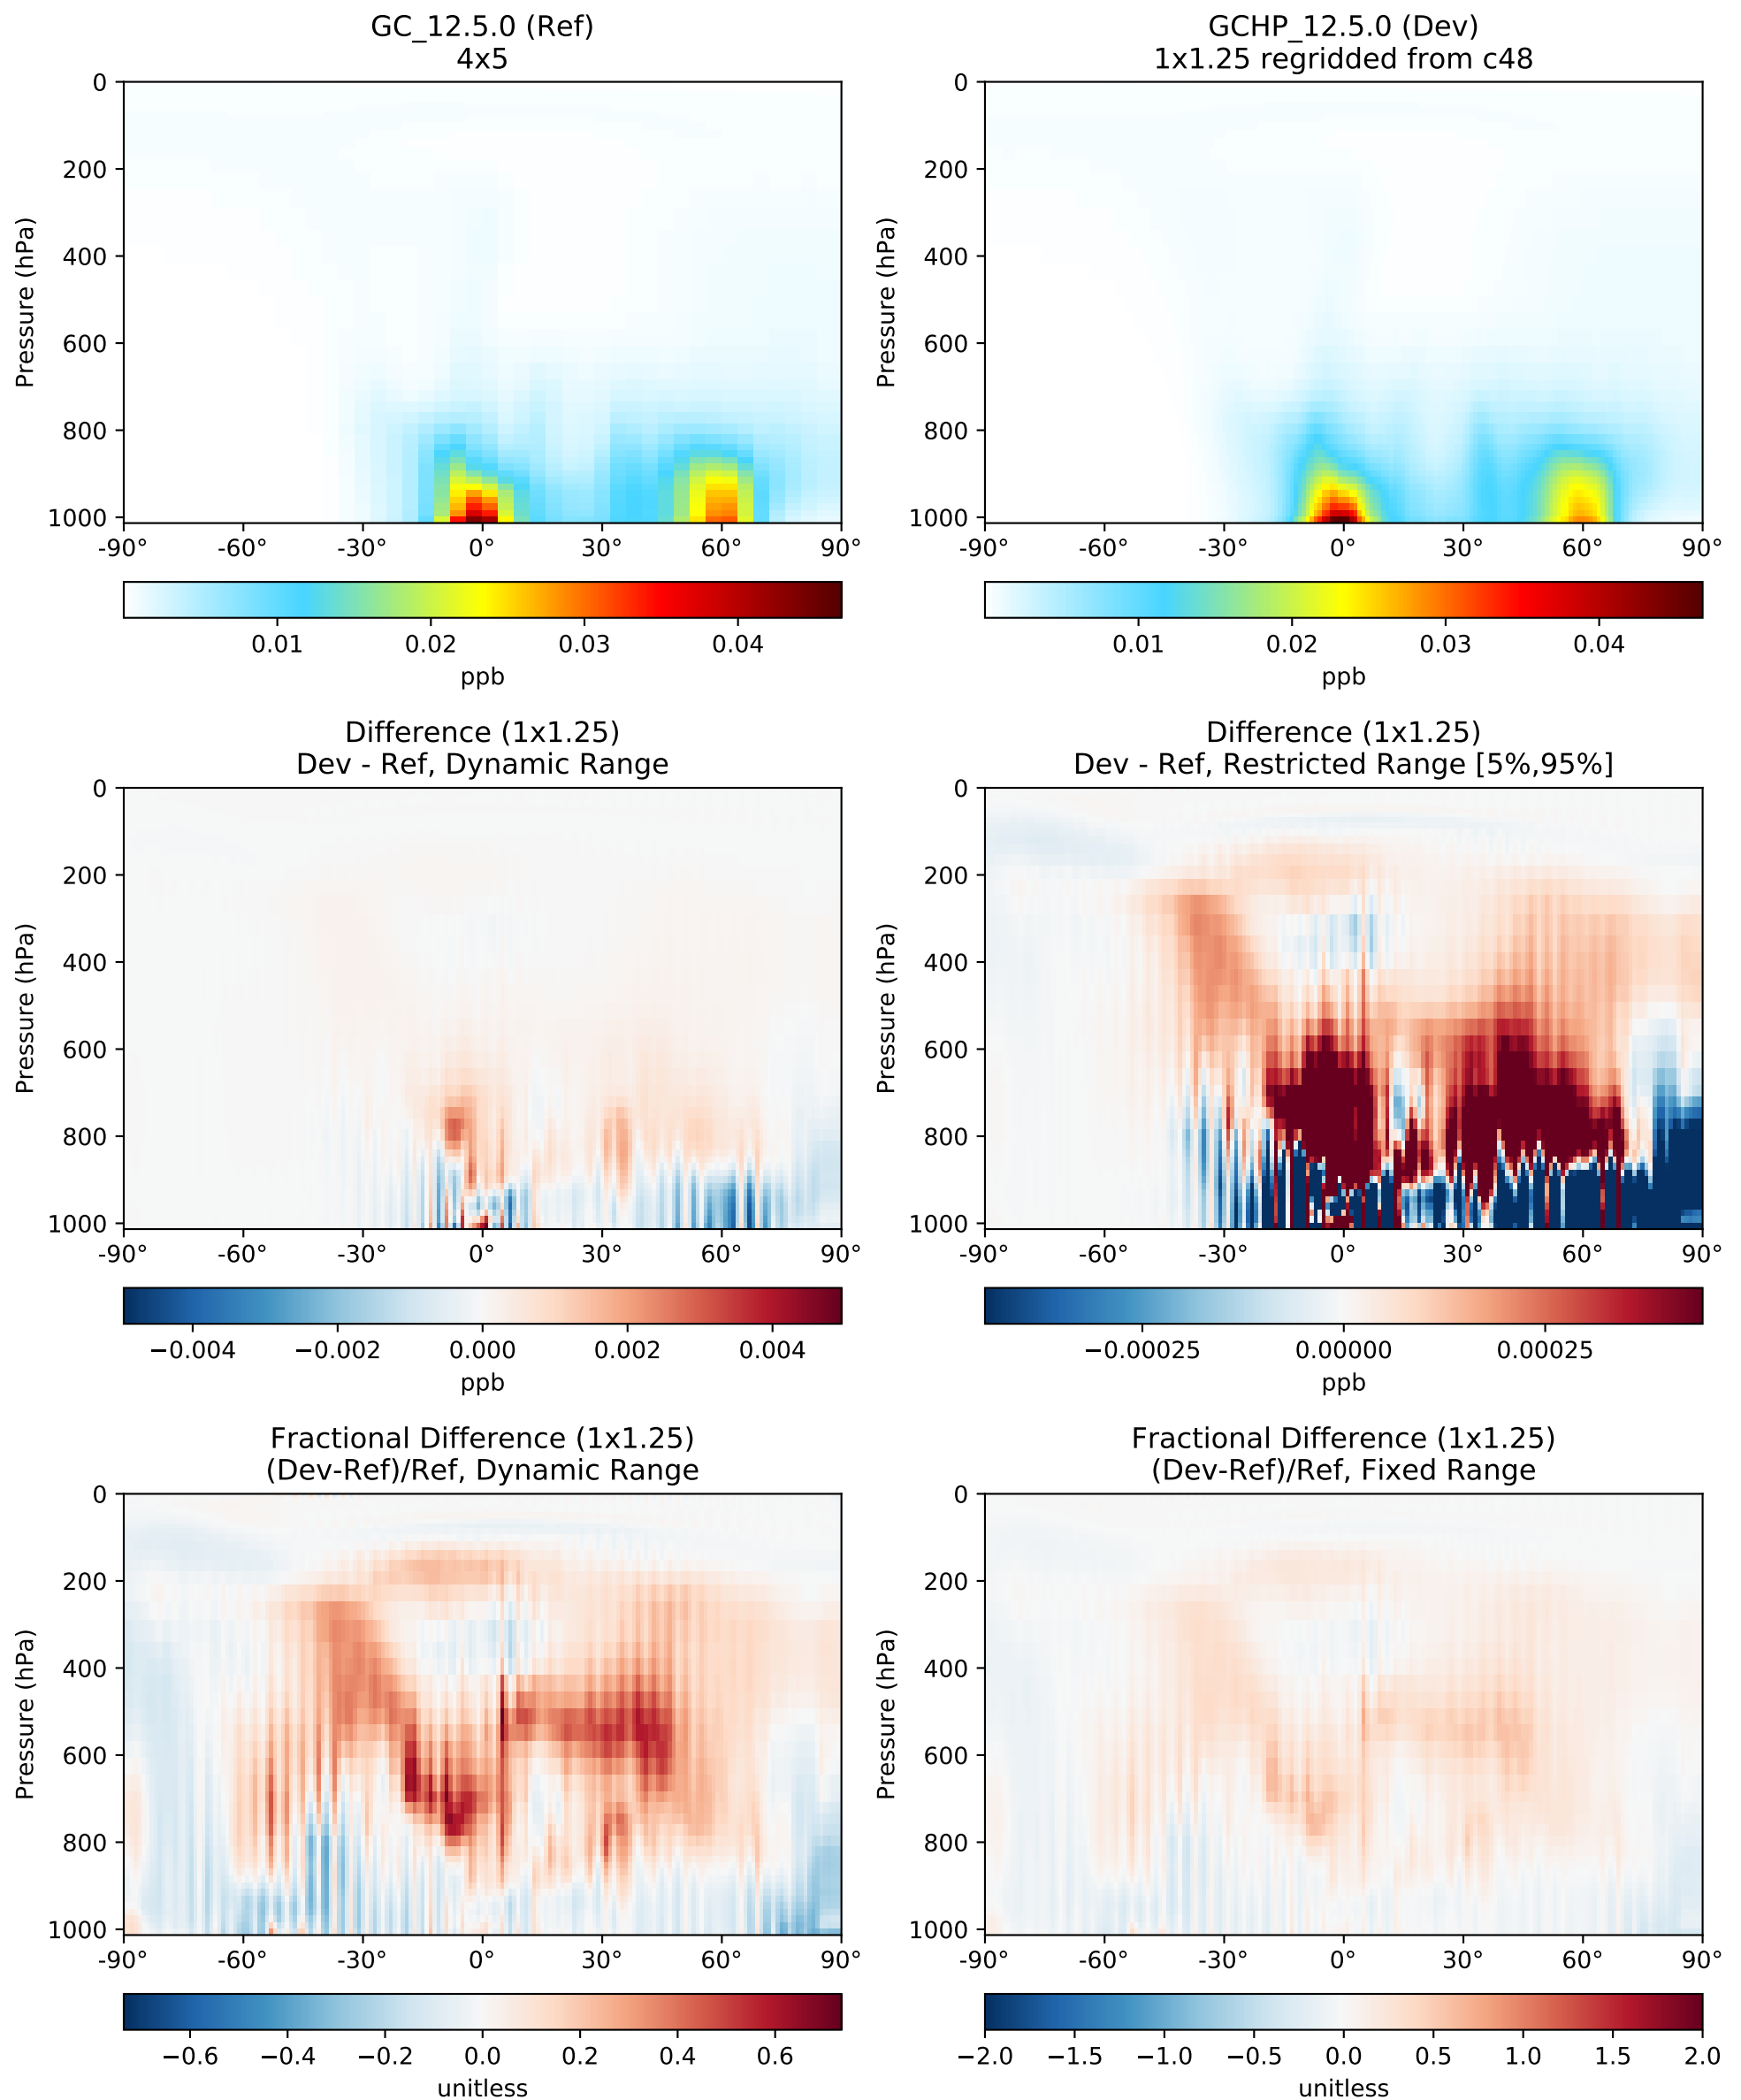 GC_12.5.0 (Ref)
4x5
0
200
400
600
800
1000
Pressure (hPa)
-90° -60° -30° 0° 30° 60° 90°
0.01 0.02 0.03 0.04
ppb
GCHP_12.5.0 (Dev)
1x1.25 regridded from c48
0
200
400
600
800
1000
Pressure (hPa)
-90° -60° -30° 0° 30° 60° 90°
0.01 0.02 0.03 0.04
ppb
Difference (1x1.25)
Dev - Ref, Dynamic Range
0
200
400
600
800
1000
Pressure (hPa)
-90° -60° -30° 0° 30° 60° 90°
−0.004 −0.002 0.000 0.002 0.004
ppb
Difference (1x1.25)
Dev - Ref, Restricted Range [5%,95%]
0
200
400
600
800
1000
Pressure (hPa)
-90° -60° -30° 0° 30° 60° 90°
−0.00025 0.00000 0.00025
ppb
Fractional Difference (1x1.25)
(Dev-Ref)/Ref, Dynamic Range
0
200
400
600
800
1000
Pressure (hPa)
-90° -60° -30° 0° 30° 60° 90°
−0.6 −0.4 −0.2 0.0 0.2 0.4 0.6
unitless
Fractional Difference (1x1.25)
(Dev-Ref)/Ref, Fixed Range
0
200
400
600
800
1000
Pressure (hPa)
-90° -60° -30° 0° 30° 60° 90°
−2.0 −1.5 −1.0 −0.5 0.0 0.5 1.0 1.5 2.0
unitless